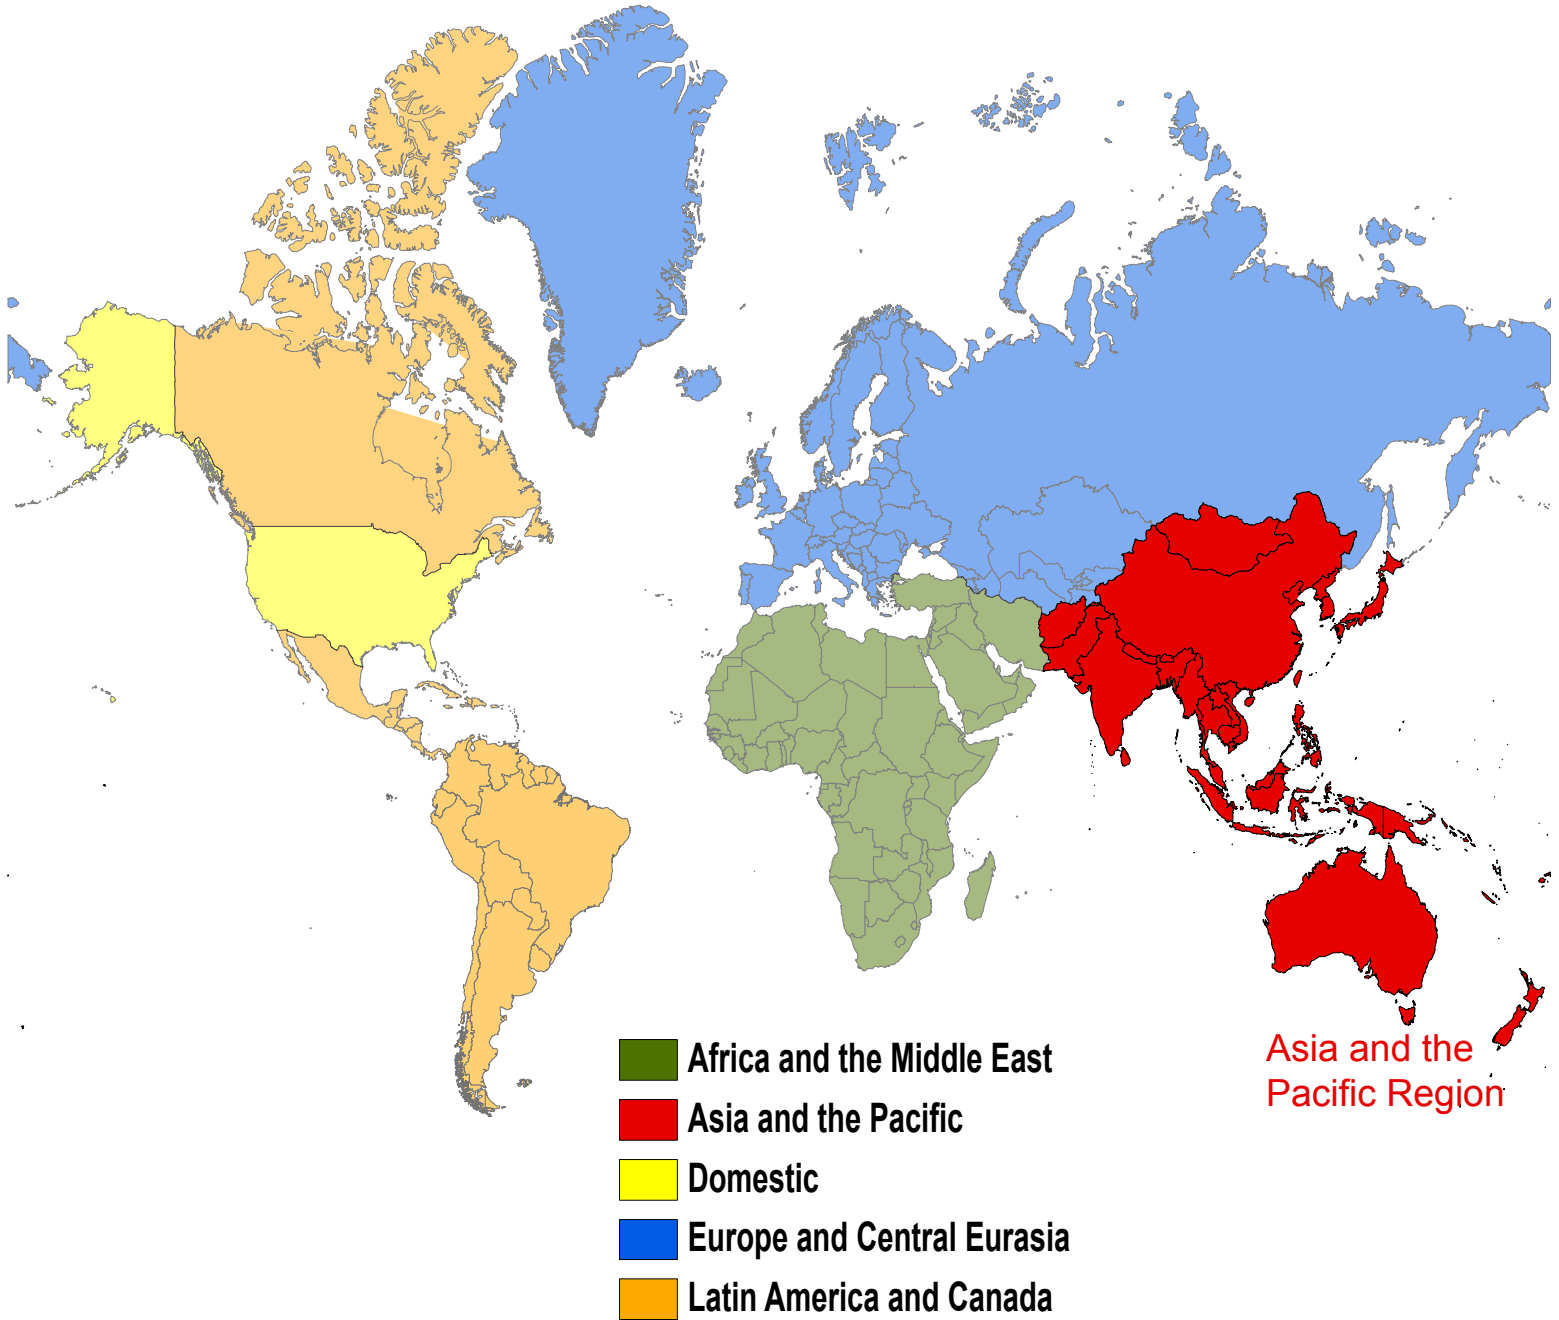 Asia and the
Pacific Region
Africa and the Middle East
Asia and the Pacific
Domestic
Europe and Central Eurasia
Latin America and Canada